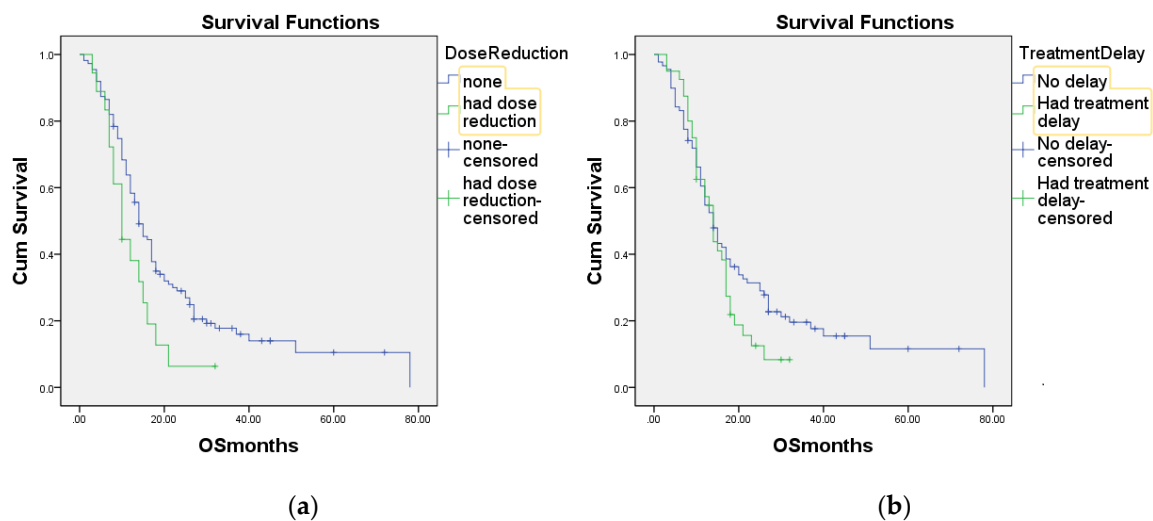 Survival Functions
DoseReduction
none
had dose
reduction
none-
censored
had dose
reduction-
censored
1.0
0.8
0.6
0.4
0.2
0.0
Cum Survival
.00
20.00
40.00
60.00
80.00
OSmonths
(a)
Survival Functions
TreatmentDelay
No delay
Had treatment
delay
No delay-
censored
Had treatment
delay-
censored
1.0
0.8
0.6
0.4
0.2
0.0
Cum Survival
.00
20.00
40.00
60.00
80.00
OSmonths
(b)